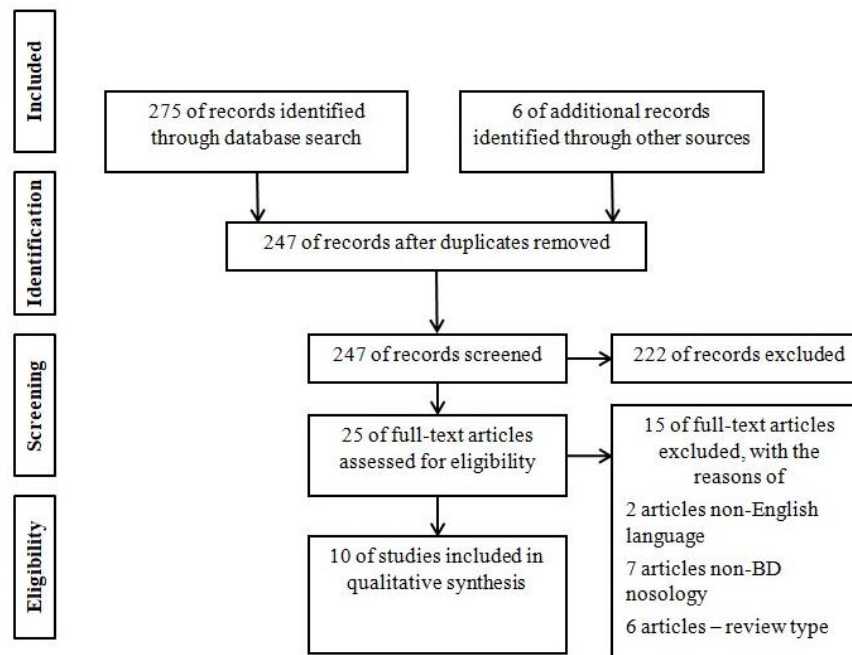 Included
275 of records identified
through database search
6 of additional records
identified through other sources
Identification
247 of records after duplicates removed
Screening
247 of records screened
222 of records excluded
25 of full-text articles
assessed for eligibility
15 of full-text articles
excluded, with the
reasons of
2 articles non-English
language
7 articles non-BD
nosology
6 articles – review type
Eligibility
10 of studies included in
qualitative synthesis